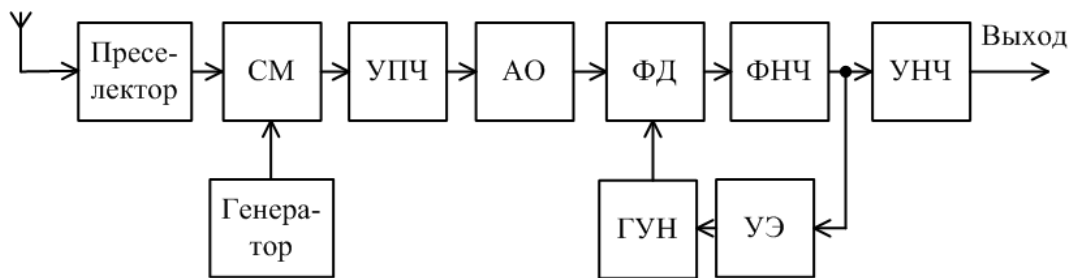 Выход
Пресе-
лектор
СМ
УПЧ
АО
ФД
ФНЧ
УНЧ
Генера-
тор
ГУН
УЭ